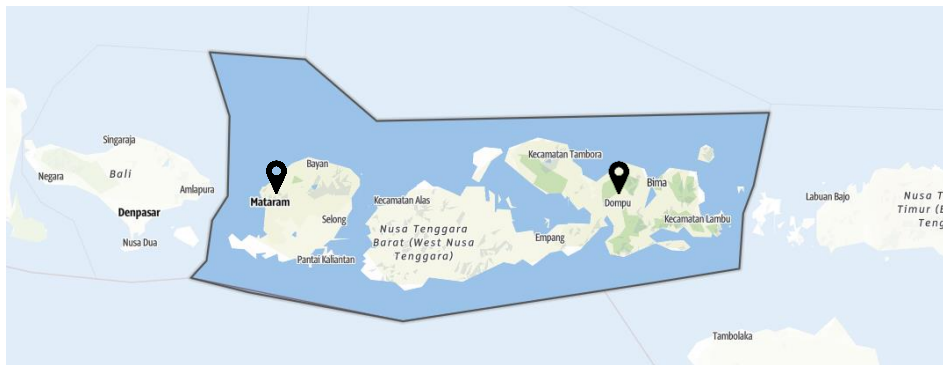 Singaraja
Bali
Negara
Amlapura
Denpasar
Nusa Dua
Bayan
Mataram
Selong
Pantai Kaliantan
Kecamatan Alas
Nusa Tenggara
Barat (West Nusa
Tenggara)
Kecamatan Tambora
Bima
Dompu
Kecamatan Lambu
Empang
Labuan Bajo
Nusa T
Timur (E
Teng
Tambolaka